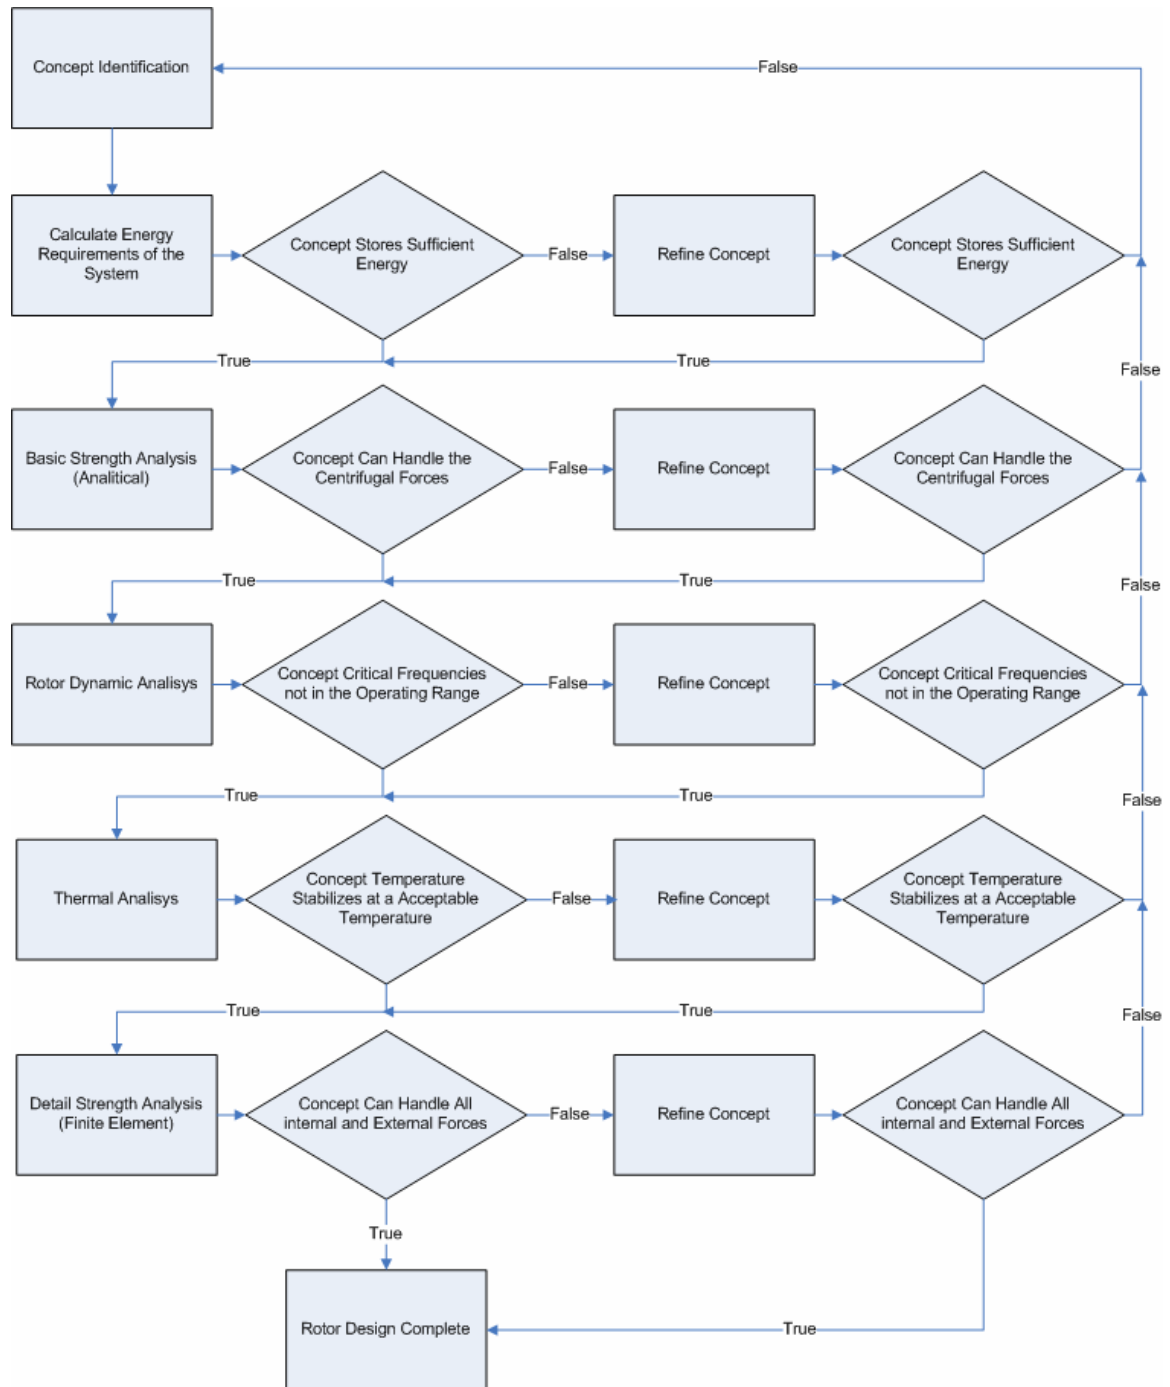 Concept Identification
False
Calculate Energy
Requirements of the
System
Concept Stores Sufficient
Energy
False
Refine Concept
Concept Stores Sufficient
Energy
True
True
False
Basic Strength Analysis
(Analitical)
Concept Can Handle the
Centrifugal Forces
False
Refine Concept
Concept Can Handle the
Centrifugal Forces
True
True
False
Rotor Dynamic Analisys
Concept Critical Frequencies
not in the Operating Range
False
Refine Concept
Concept Critical Frequencies
not in the Operating Range
True
True
False
Thermal Analisys
Concept Temperature
Stabilizes at a Acceptable
Temperature
False
Refine Concept
Concept Temperature
Stabilizes at a Acceptable
Temperature
True
True
False
Detail Strength Analysis
(Finite Element)
Concept Can Handle All
internal and External Forces
False
Refine Concept
Concept Can Handle All
internal and External Forces
True
Rotor Design Complete
True